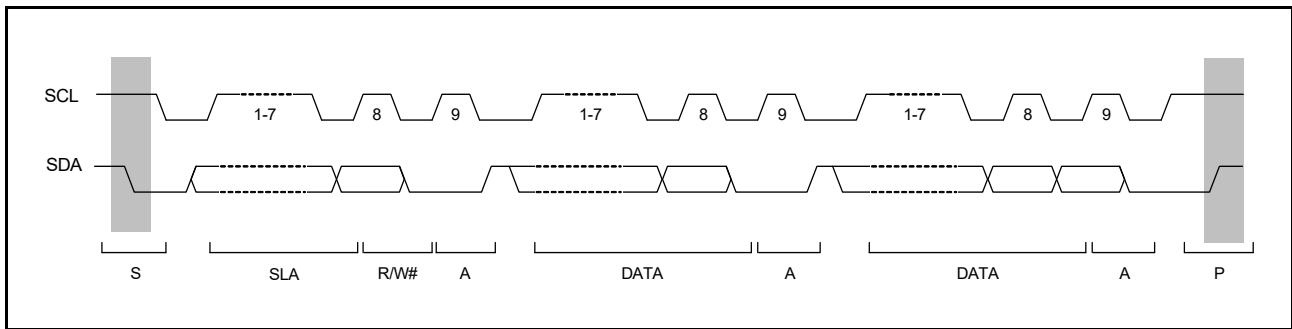 SCL 1-7 8 9 1-7 8 9 1-7 8 9
SDA
S SLA R/W# A DATA A DATA A P